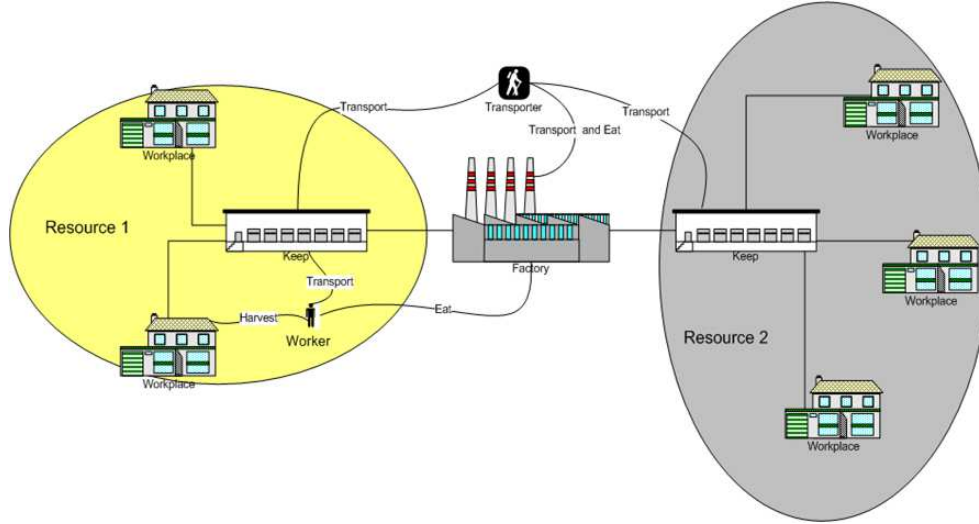 Workplace
Workplace
Transport
Transporter
Transport
Transport and Eat
Resource 1
Keep
Factory
Keep
Workplace
Transport
Harvest
Eat
Worker
Resource 2
Workplace
Workplace